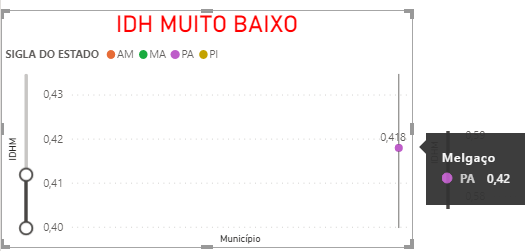 IDH MUITO BAIXO
SIGLA DO ESTADO AM MA PA PI
0,43
0,42
0,41
0,40
IDHM
0,418
Município
Melgaço
PA 0,42